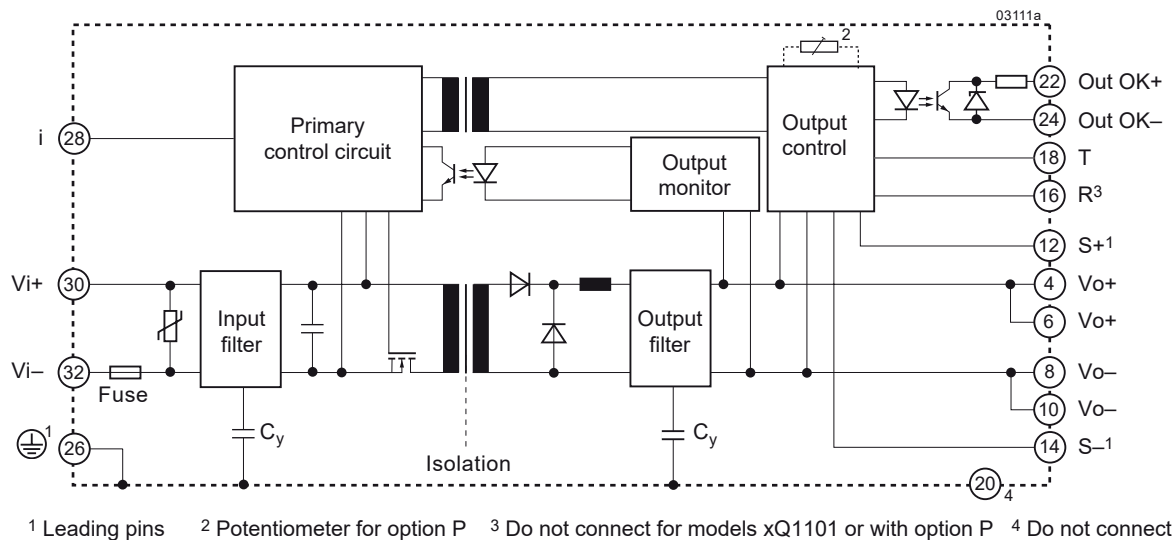 03111a
2
22 Out OK+
24 Out OK–
i 28
Primary
control circuit
Output
control
18 T
Output
monitor
16 R3
12 S+1
Vi+ 30
4 Vo+
Input
filter
Output
filter
6 Vo+
Vi– 32
Fuse
8 Vo–
10 Vo–
1 26
Cy
Cy
14 S–1
Isolation
20 4
1 Leading pins 2 Potentiometer for option P 3 Do not connect for models xQ1101 or with option P 4 Do not connect